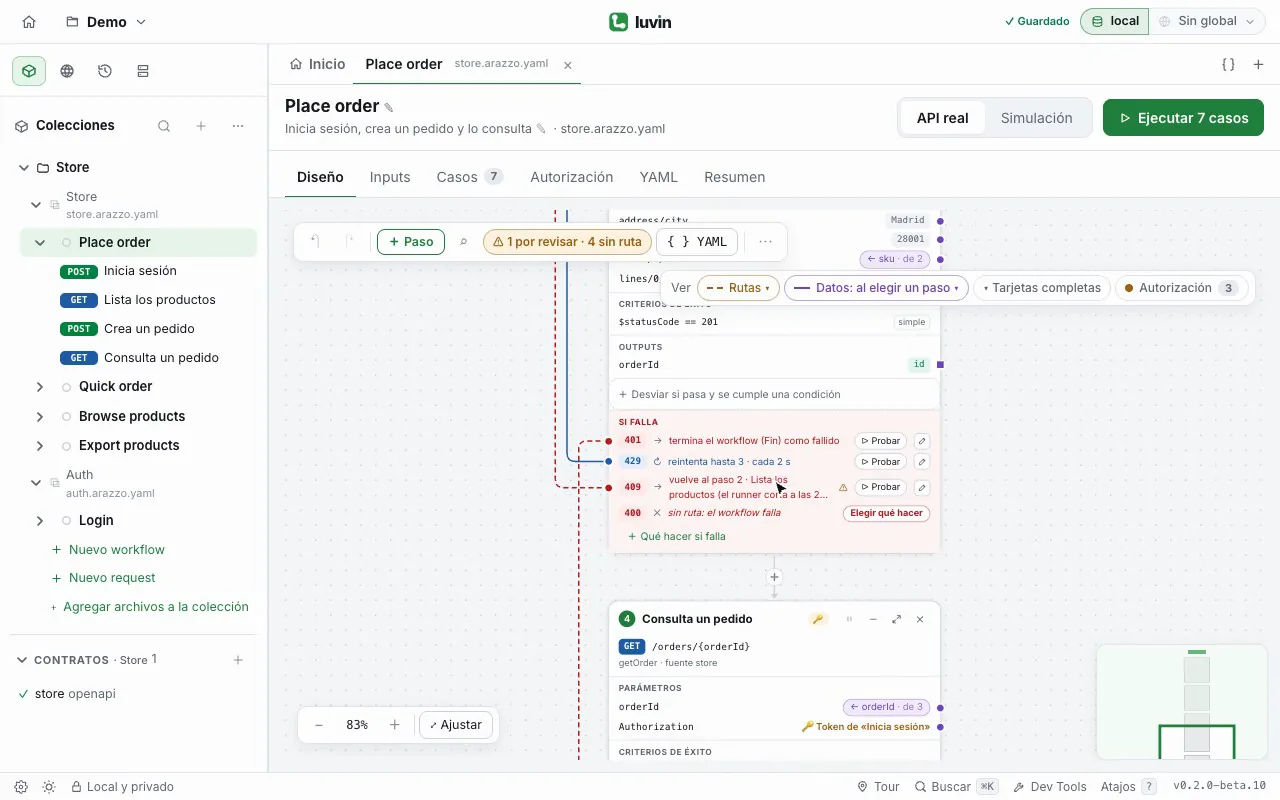 Demo
luvin
Guardado
local
Sin global
Inicio
Place order store.arazzo.yaml
Place order
Inicia sesión, crea un pedido y lo consulta · store.arazzo.yaml
API real
Simulación
Ejecutar 7 casos
Colecciones
Diseño
Inputs
Casos 7
Autorización
YAML
Resumen
Store
Store
store.arazzo.yaml
Place order
POST Inicia sesión
GET Lista los productos
POST Crea un pedido
GET Consulta un pedido
Quick order
Browse products
Export products
Auth
auth.arazzo.yaml
Login
+ Nuevo workflow
+ Nuevo request
+ Agregar archivos a la colección
CONTRATOS · Store 1
store openapi
address/city Madrid
28001
← sku · de 2
lines/0
+ Paso
1 por revisar · 4 sin ruta
{ } YAML
Ver
Rutas
Datos: al elegir un paso
Tarjetas completas
Autorización 3
$statusCode == 201 simple
OUTPUTS
orderId id
+ Desviar si pasa y se cumple una condición
SI FALLA
401 → termina el workflow (Fin) como fallido Probar
429 reintenta hasta 3 · cada 2 s Probar
409 → vuelve al paso 2 · Lista los
productos (el runner corta a las 2... Probar
400 sin ruta: el workflow falla Elegir qué hacer
+ Qué hacer si falla
4 Consulta un pedido
GET /orders/{orderId}
getOrder · fuente store
PARÁMETROS
orderId ← orderId · de 3
Authorization Token de «Inicia sesión»
CRITERIOS DE ÉXITO
83%
Ajustar
Local y privado
Tour
Buscar ⌘K
Dev Tools
Atajos ?
v0.2.0-beta.10